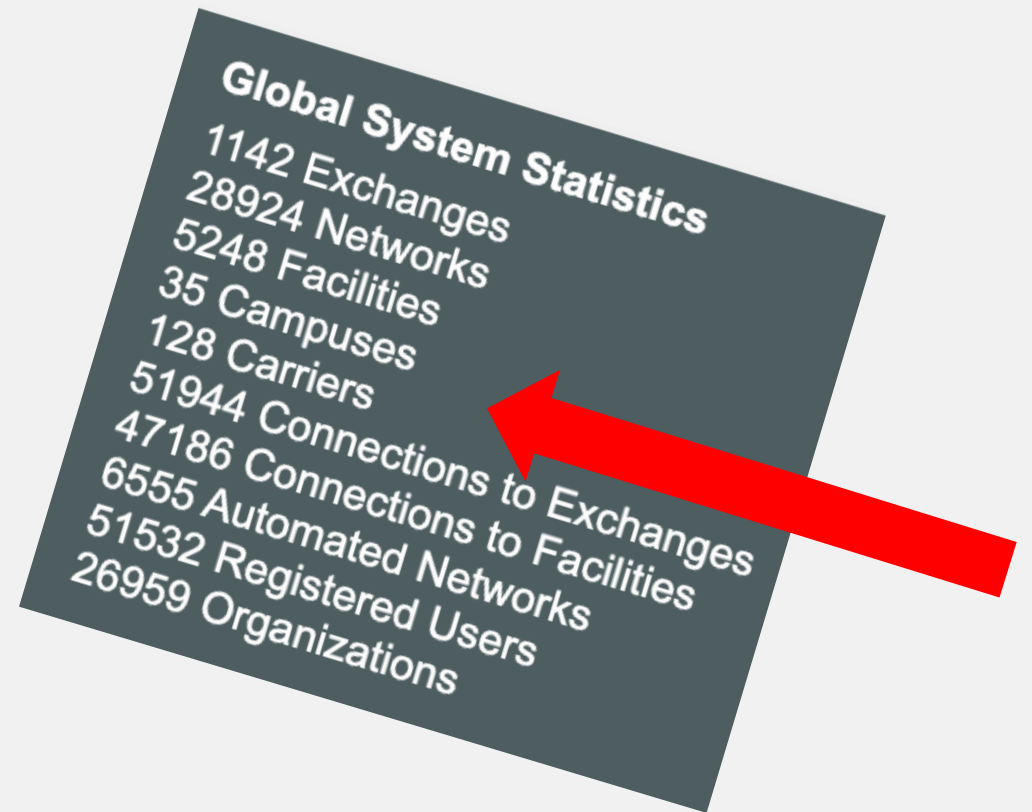 Global System Statistics
1142 Exchanges
28924 Networks
5248 Facilities
35 Campuses
128 Carriers
51944 Connections to Exchanges
47186 Connections to Facilities
6555 Automated Networks
51532 Registered Users
26959 Organizations